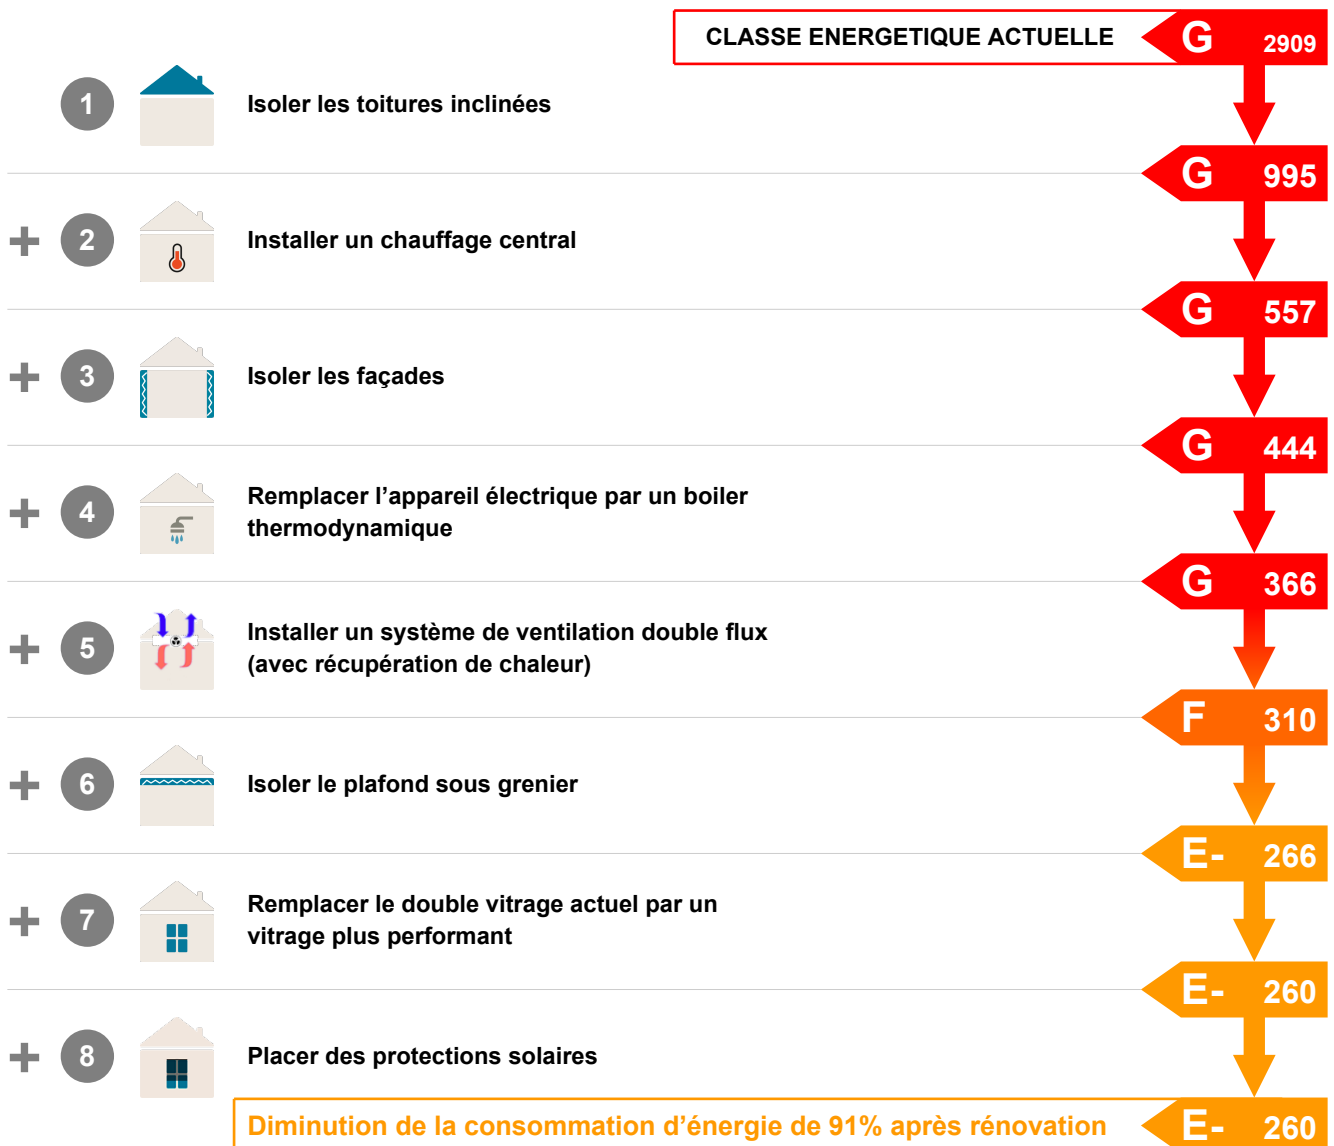 CLASSE ENERGETIQUE ACTUELLE G 2909
1 Isoler les toitures inclinées
G 995
+ 2 Installer un chauffage central
G 557
+ 3 Isoler les façades
G 444
+ 4 Remplacer l’appareil électrique par un boiler
thermodynamique
G 366
+ 5 Installer un système de ventilation double flux
(avec récupération de chaleur)
F 310
+ 6 Isoler le plafond sous grenier
E- 266
+ 7 Remplacer le double vitrage actuel par un
vitrage plus performant
E- 260
+ 8 Placer des protections solaires
Diminution de la consommation d’énergie de 91% après rénovation E- 260